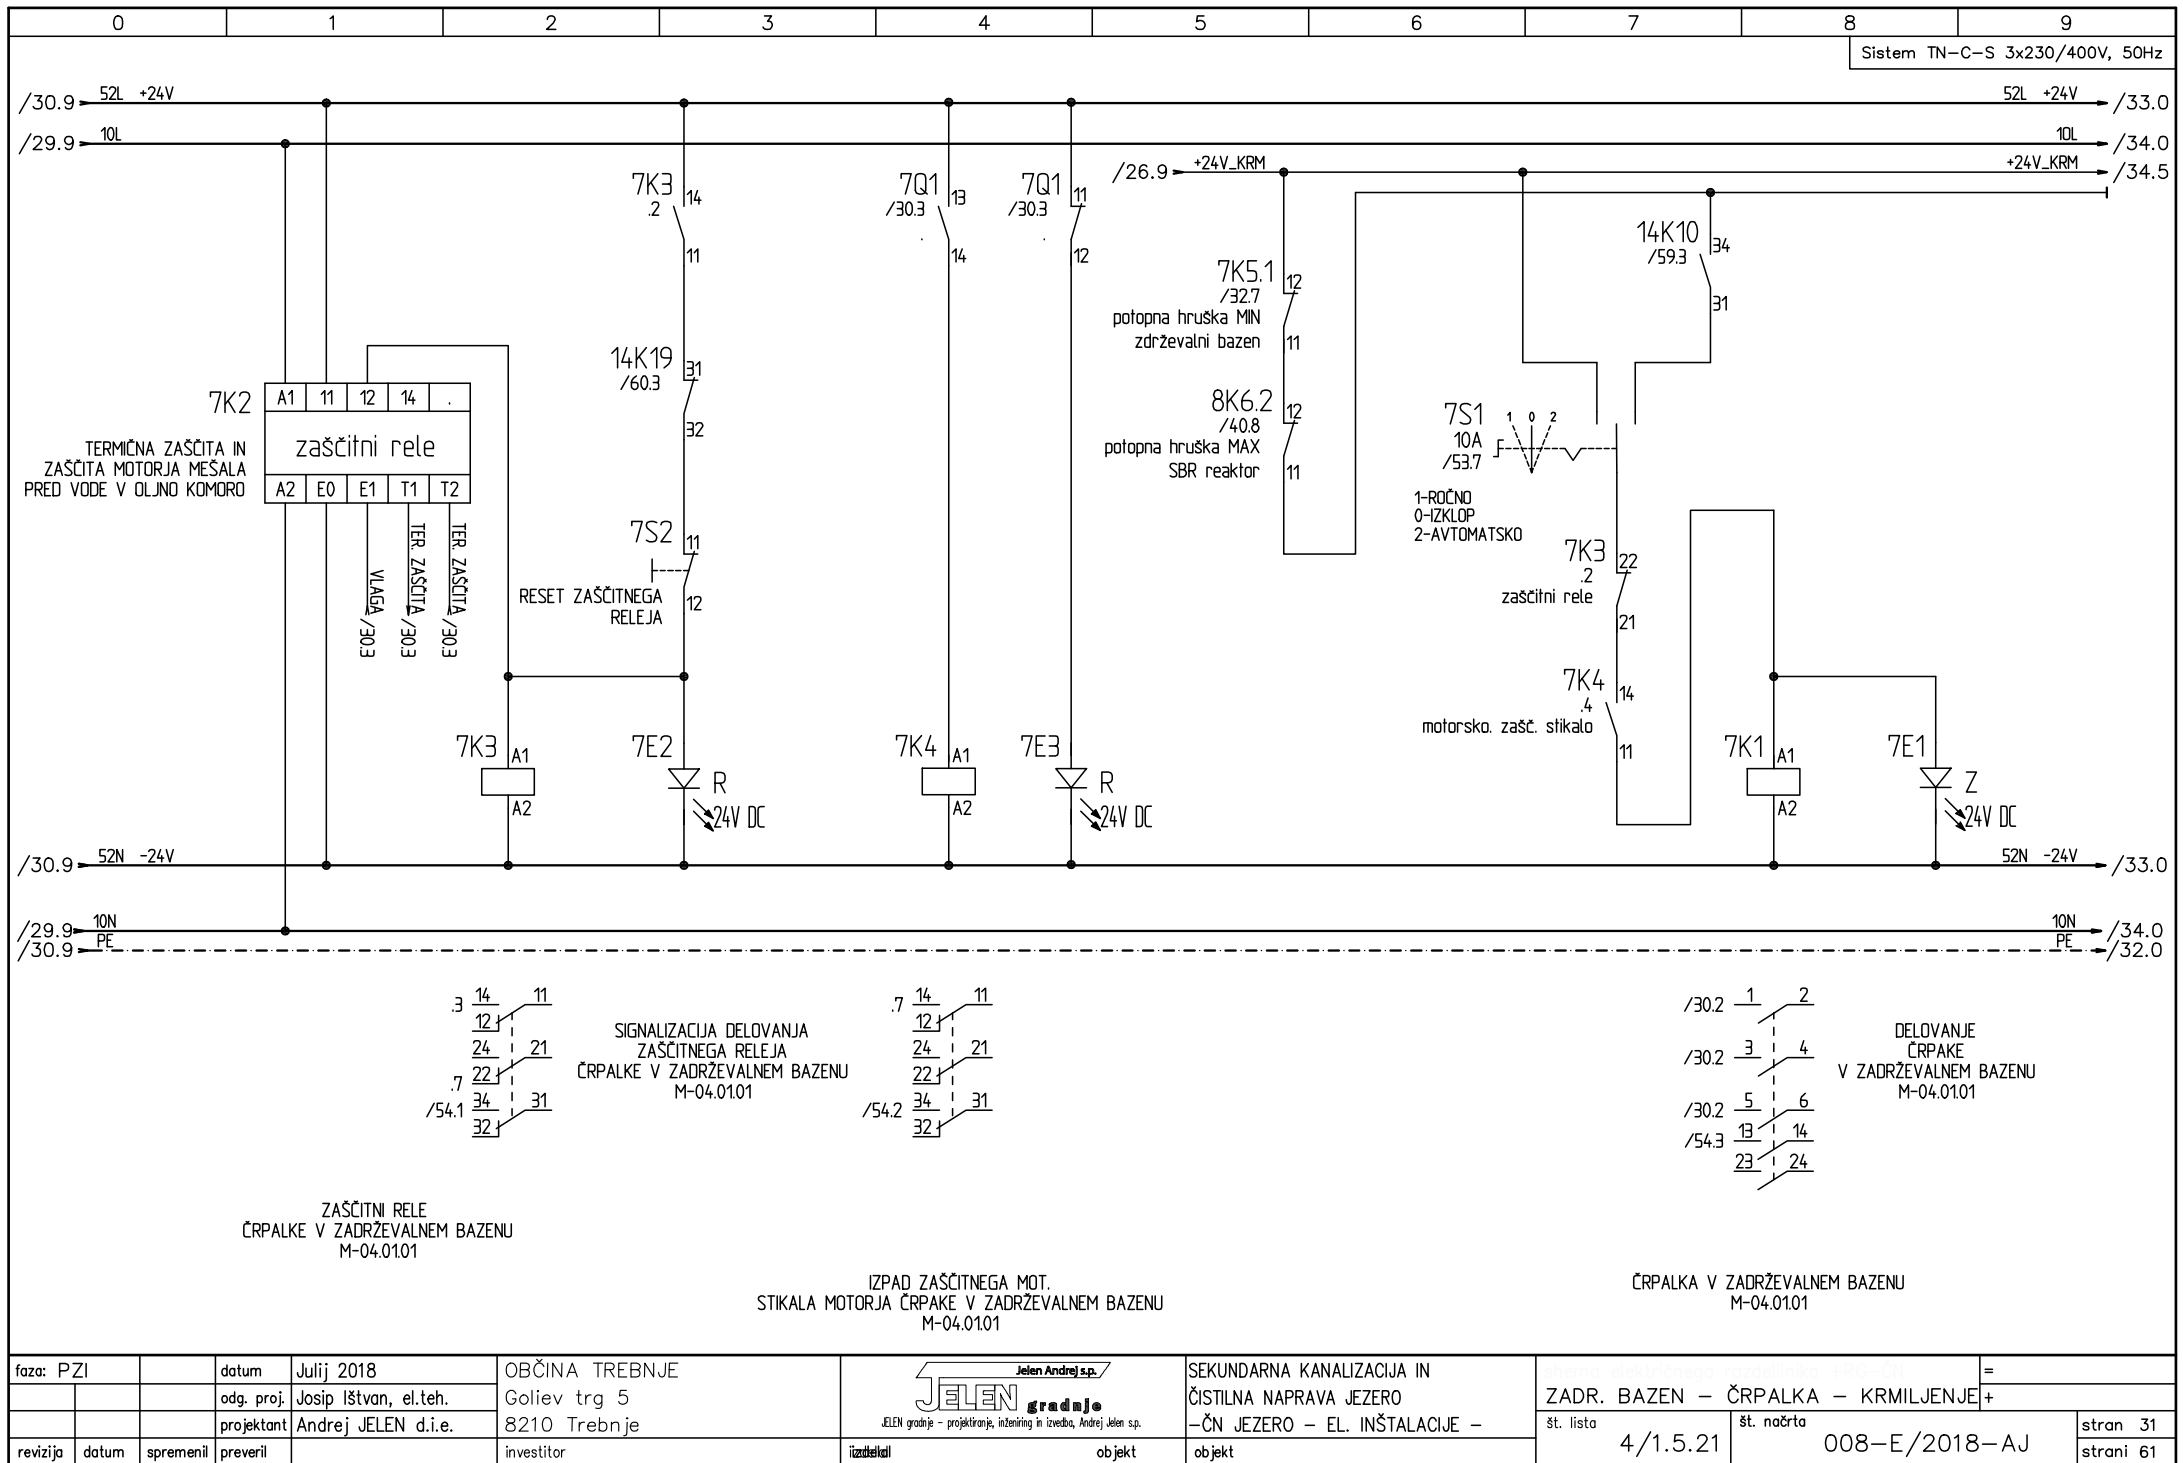 0 1 2 3 4 5 6 7 8 9
Sistem TN-C-S 3x230/400V, 50Hz
/30.9 52L +24V 52L +24V /33.0
/29.9 10L 10L /34.0
/26.9 +24V_KRM +24V_KRM /34.5
7K3
.2
14
11
7Q1
/30.3
.
13
14
7Q1
/30.3
.
11
12
14K10
/59.3
34
31
7K5.1
/32.7
potopna hruška MIN
zdrževalni bazen
12
11
14K19
/60.3
31
32
8K6.2
/40.8
potopna hruška MAX
SBR reaktor
12
11
7K2
A1 11 12 14 .
zaščitni rele
A2 E0 E1 T1 T2
TERMIČNA ZAŠČITA IN
ZAŠČITA MOTORJA MEŠALA
PRED VODE V OLJNO KOMORO
VLAGA /30.3
TER. ZAŠČITA /30.3
TER. ZAŠČITA /30.3
7S1
10A
/53.7
1 0 2
1-ROČNO
0-IZKLOP
2-AVTOMATSKO
7S2
11
12
RESET ZAŠČITNEGA
RELEJA
7K3
.2
zaščitni rele
22
21
7K4
.4
motorsko. zašč. stikalo
14
11
7K3
A1
A2
7E2
R
24V DC
7K4
A1
A2
7E3
R
24V DC
7K1
A1
A2
7E1
Z
24V DC
/30.9 52N -24V 52N -24V /33.0
/29.9 10N 10N /34.0
/30.9 PE PE /32.0
.3 14 11
12
24 21
.7 22
/54.1 34 31
32
SIGNALIZACIJA DELOVANJA
ZAŠČITNEGA RELEJA
ČRPALKE V ZADRŽEVALNEM BAZENU
M-04.01.01
.7 14 11
12
24 21
22
/54.2 34 31
32
/30.2 1 2
/30.2 3 4
/30.2 5 6
/54.3 13 14
23 24
DELOVANJE
ČRPAKE
V ZADRŽEVALNEM BAZENU
M-04.01.01
ZAŠČITNI RELE
ČRPALKE V ZADRŽEVALNEM BAZENU
M-04.01.01
IZPAD ZAŠČITNEGA MOT.
STIKALA MOTORJA ČRPAKE V ZADRŽEVALNEM BAZENU
M-04.01.01
ČRPALKA V ZADRŽEVALNEM BAZENU
M-04.01.01
faza: PZI
datum Julij 2018
odg. proj. Josip Ištvan, el.teh.
projektant Andrej JELEN d.i.e.
revizija datum spremenil preveril
OBČINA TREBNJE
Goliev trg 5
8210 Trebnje
investitor
Jelen Andrej s.p.
JELEN gradnje
JELEN gradnje - projektiranje, inženiring in izvedba, Andrej Jelen s.p.
objekt
SEKUNDARNA KANALIZACIJA IN
ČISTILNA NAPRAVA JEZERO
-ČN JEZERO - EL. INŠTALACIJE -
objekt
=
ZADR. BAZEN - ČRPALKA - KRMILJENJE +
št. lista
4/1.5.21
št. načrta
008-E/2018-AJ
stran 31
strani 61